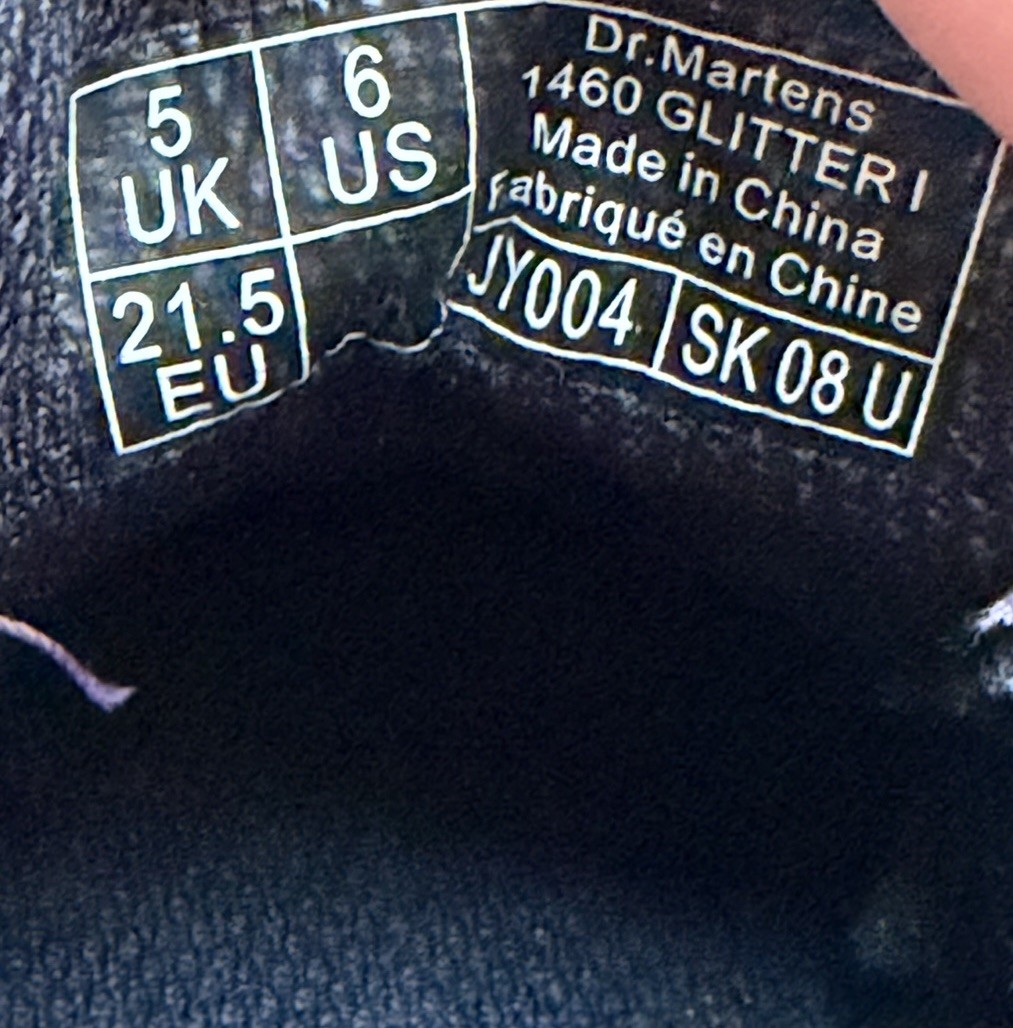 5
UK
6
US
21.5
EU
Dr.Martens
1460 GLITTER I
Made in China
Fabriqué en Chine
JY004
SK 08 U